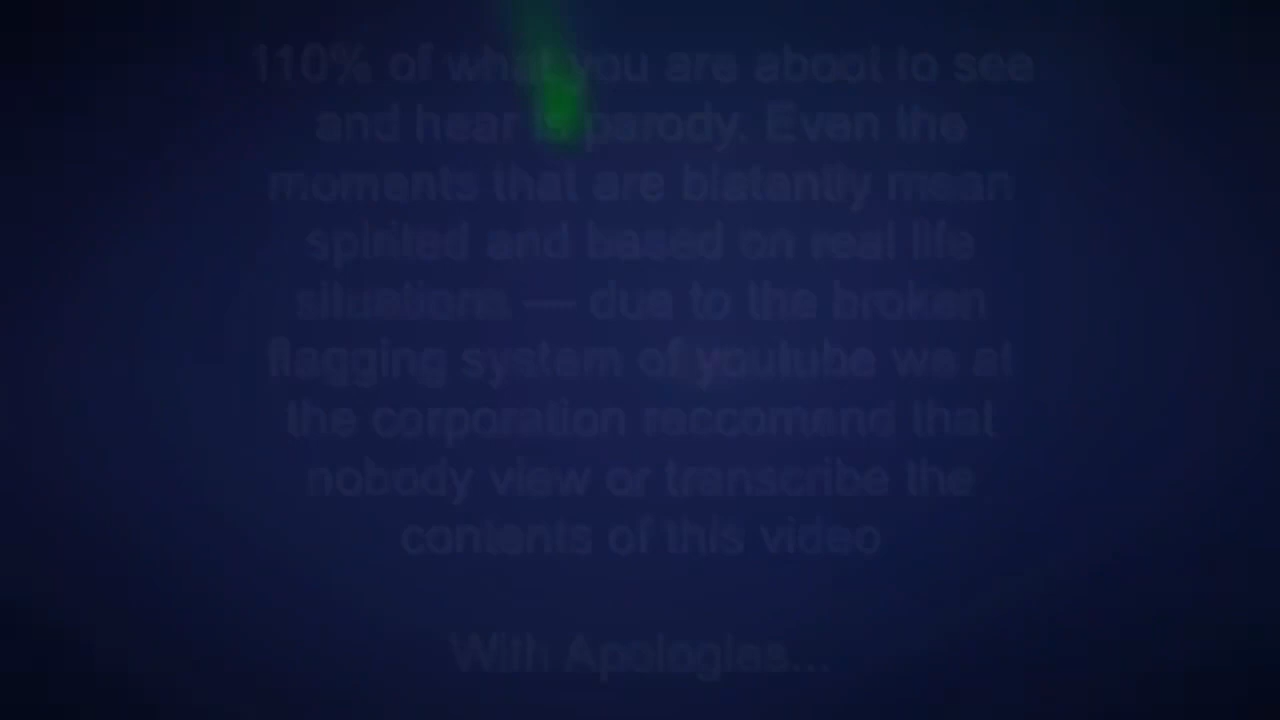 110% of what you are aboot to see
and hear is parody. Even the
moments that are blatantly mean
spirited and based on real life
situations — due to the broken
flagging system of youtube we at
the corporation reccomend that
nobody view or transcribe the
contents of this video
With Apologies...